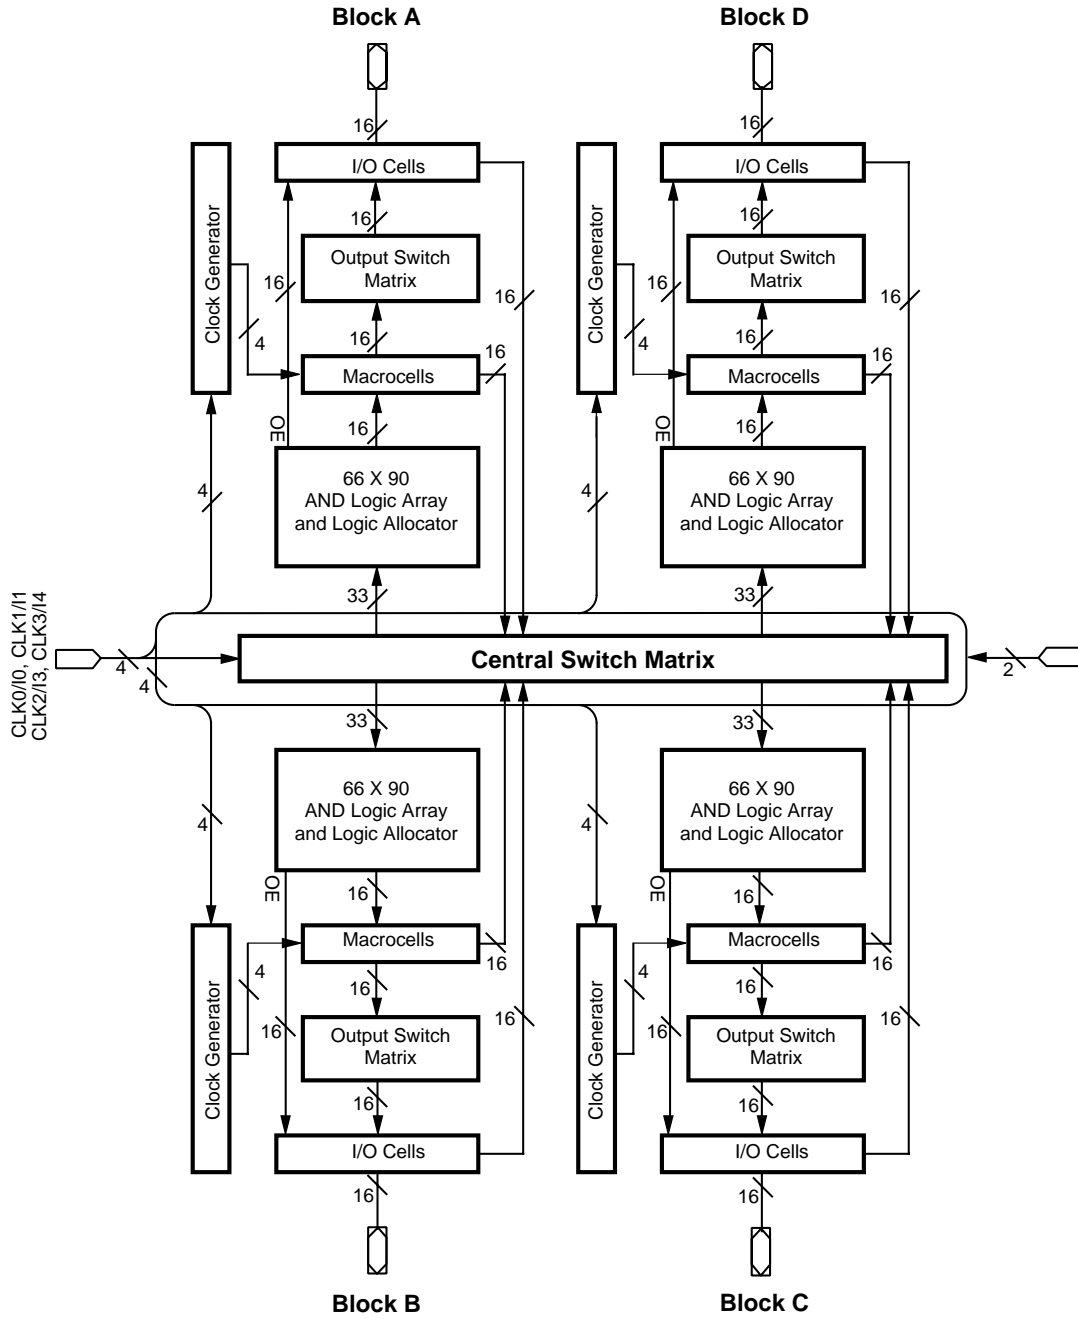 Block A
Block D
16
16
I/O Cells
I/O Cells
16
16
Clock Generator
Output Switch
Matrix
16
16
4
16
16
Macrocells
OE
16
66 X 90
AND Logic Array
and Logic Allocator
4
33
Clock Generator
Output Switch
Matrix
16
16
4
16
16
Macrocells
OE
16
66 X 90
AND Logic Array
and Logic Allocator
4
33
CLK0/I0, CLK1/I1
CLK2/I3, CLK3/I4
4
4
Central Switch Matrix
2
33
66 X 90
AND Logic Array
and Logic Allocator
4
OE
16
Macrocells
16
4
16
16
16
Clock Generator
Output Switch
Matrix
16
I/O Cells
16
33
66 X 90
AND Logic Array
and Logic Allocator
4
OE
16
Macrocells
16
4
16
16
16
Clock Generator
Output Switch
Matrix
16
I/O Cells
16
Block B
Block C